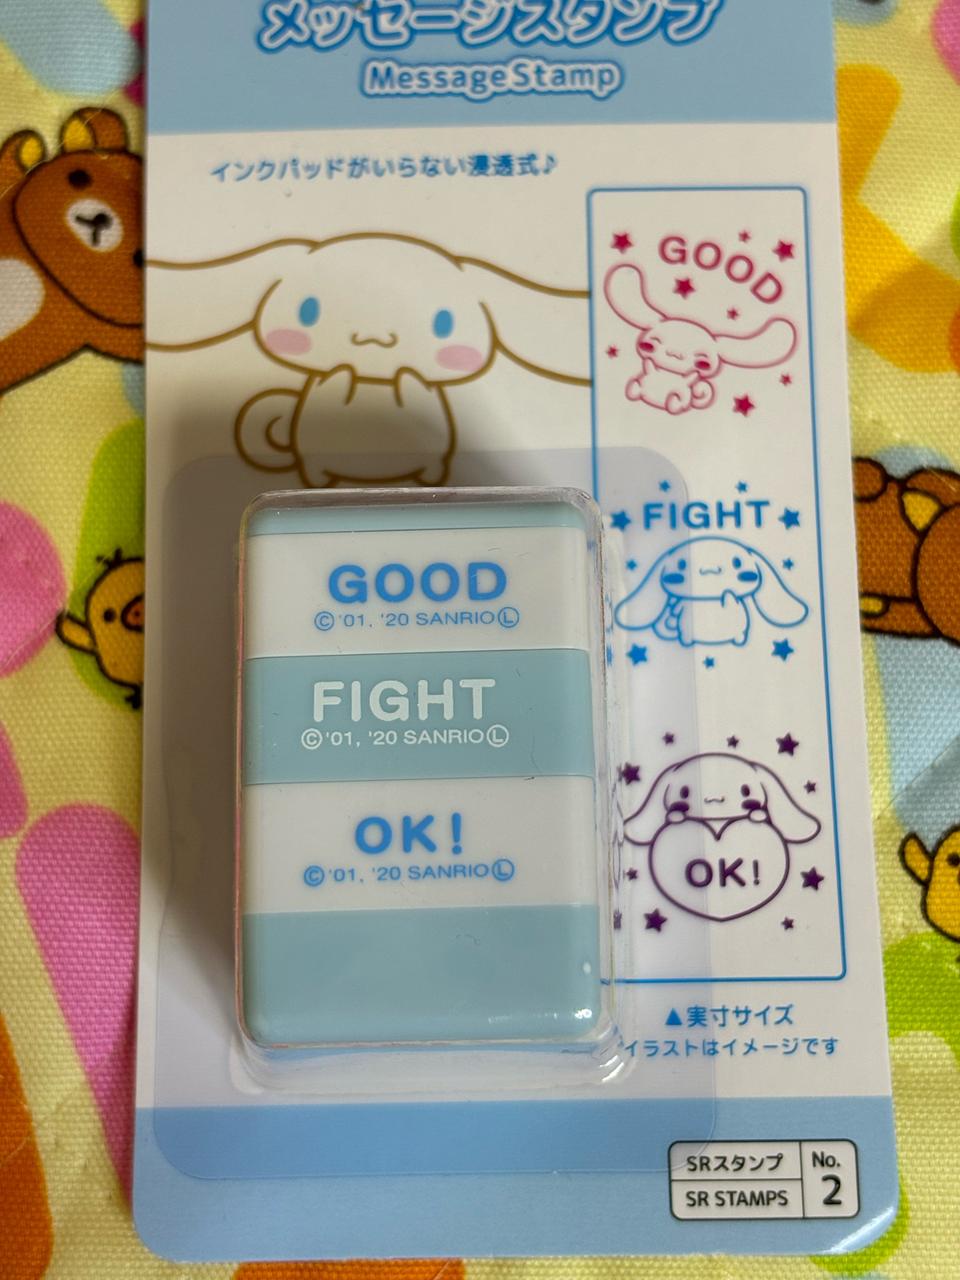 メッセージスタンプ
MessageStamp
インクパッドがいらない浸透式♪
GOOD
FIGHT
OK!
GOOD
©'01, '20 SANRIOⓁ
FIGHT
©'01, '20 SANRIOⓁ
OK!
©'01, '20 SANRIOⓁ
▲実寸サイズ
イラストはイメージです
SRスタンプ
SR STAMPS
No.
2